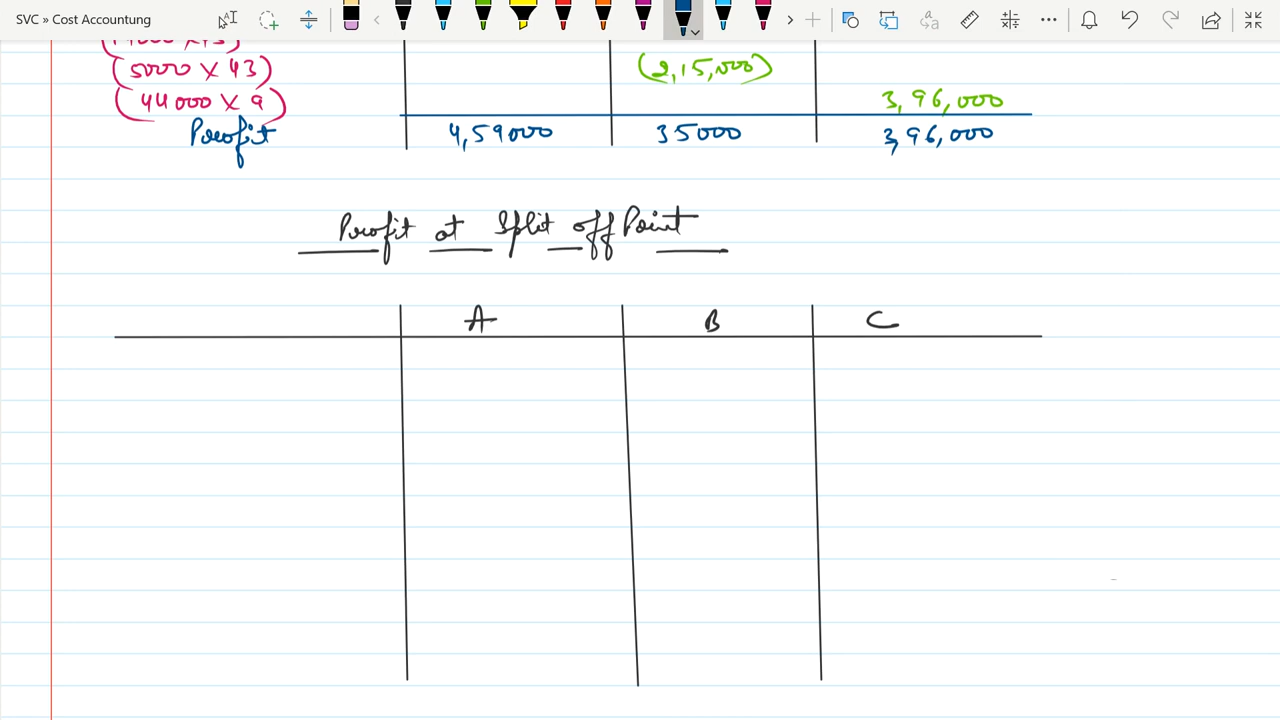 SVC » Cost Accountung
(5000 × 43) (2,15,000)
(44000 × 9) 3,96,000
Profit 4,59000 35000 3,96,000
Profit at Split off Point
A B C